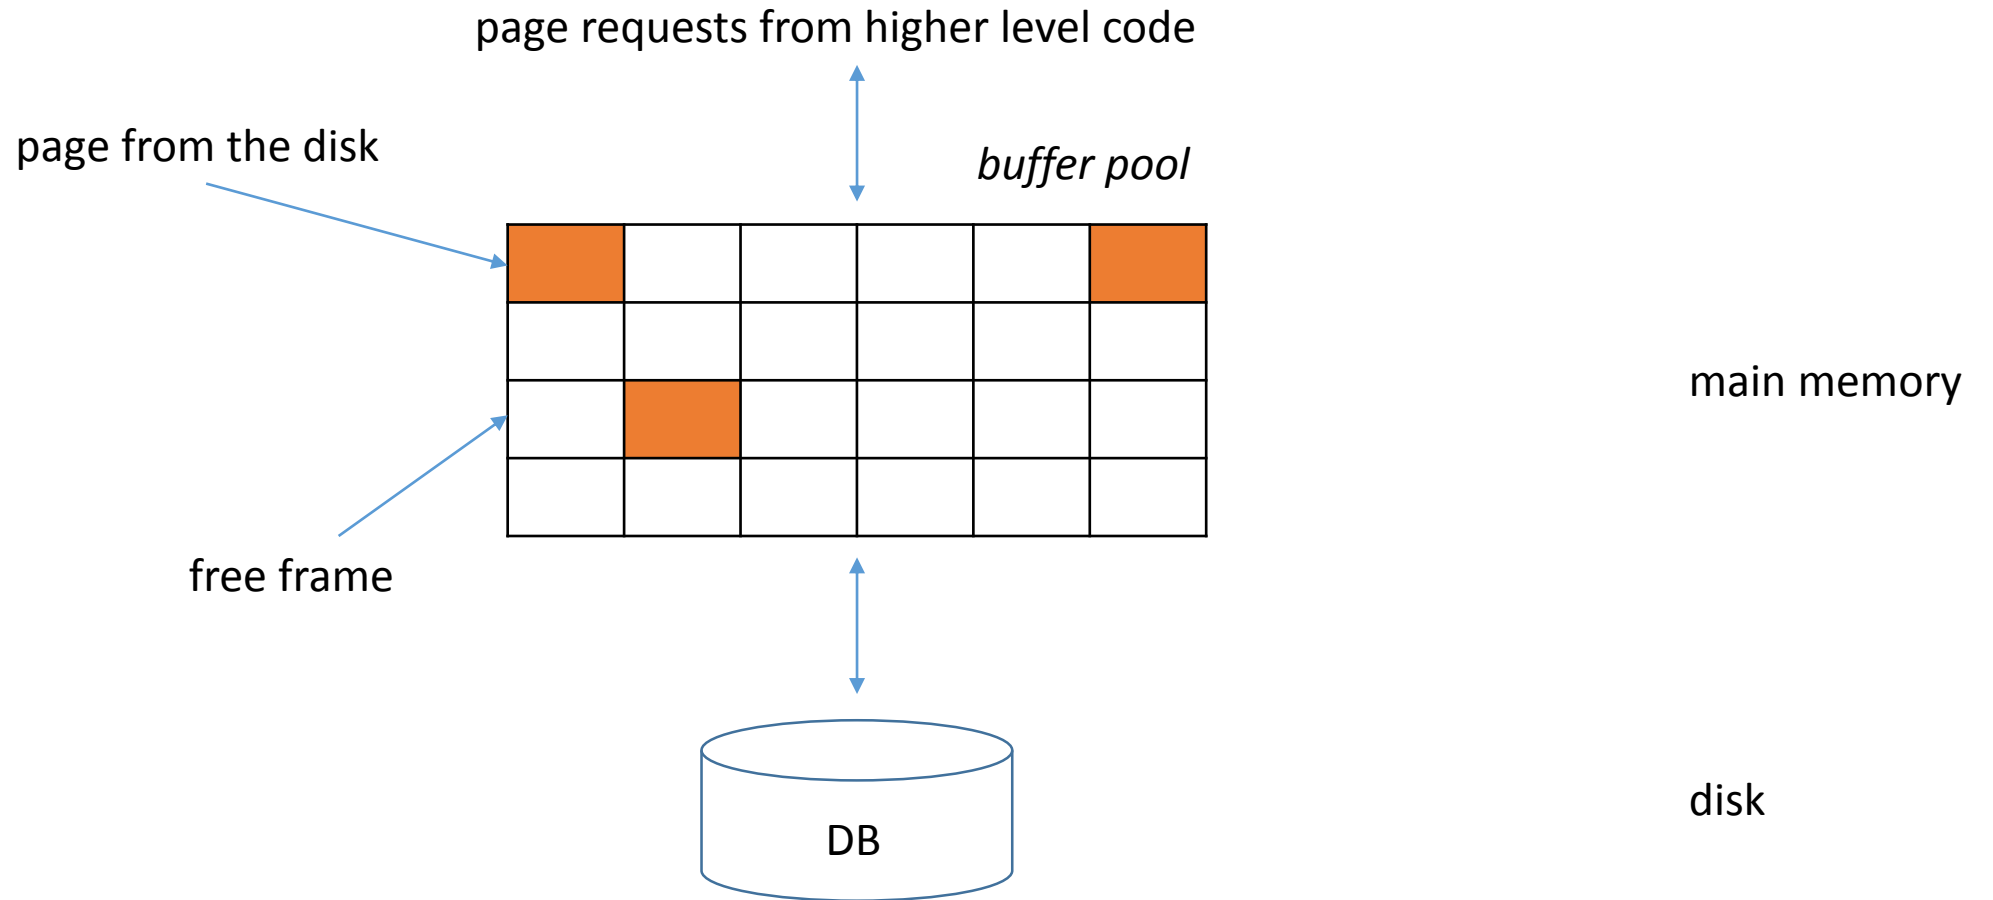 page requests from higher level code
page from the disk
buffer pool
main memory
free frame
disk
DB